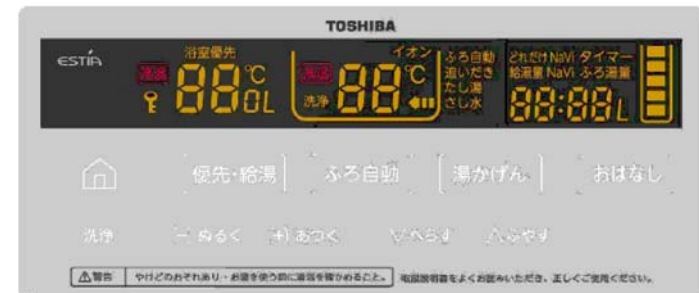 TOSHIBA
ESTíA
浴室優先
高温 88℃ 80L
高温 イオン 88℃
洗浄
ふろ自動
追いだき
たし湯
さし水
どれだけNaVi タイマー
給湯量NaVi ふろ湯量
88:88L
優先・給湯 ふろ自動 湯かげん おはなし
洗浄 － ぬるく ＋ あつく ▽へらす △ふやす
⚠警告 やけどのおそれあり・お湯を使う前に湯温を確かめること。 取扱説明書をよくお読みいただき、正しくご使用ください。